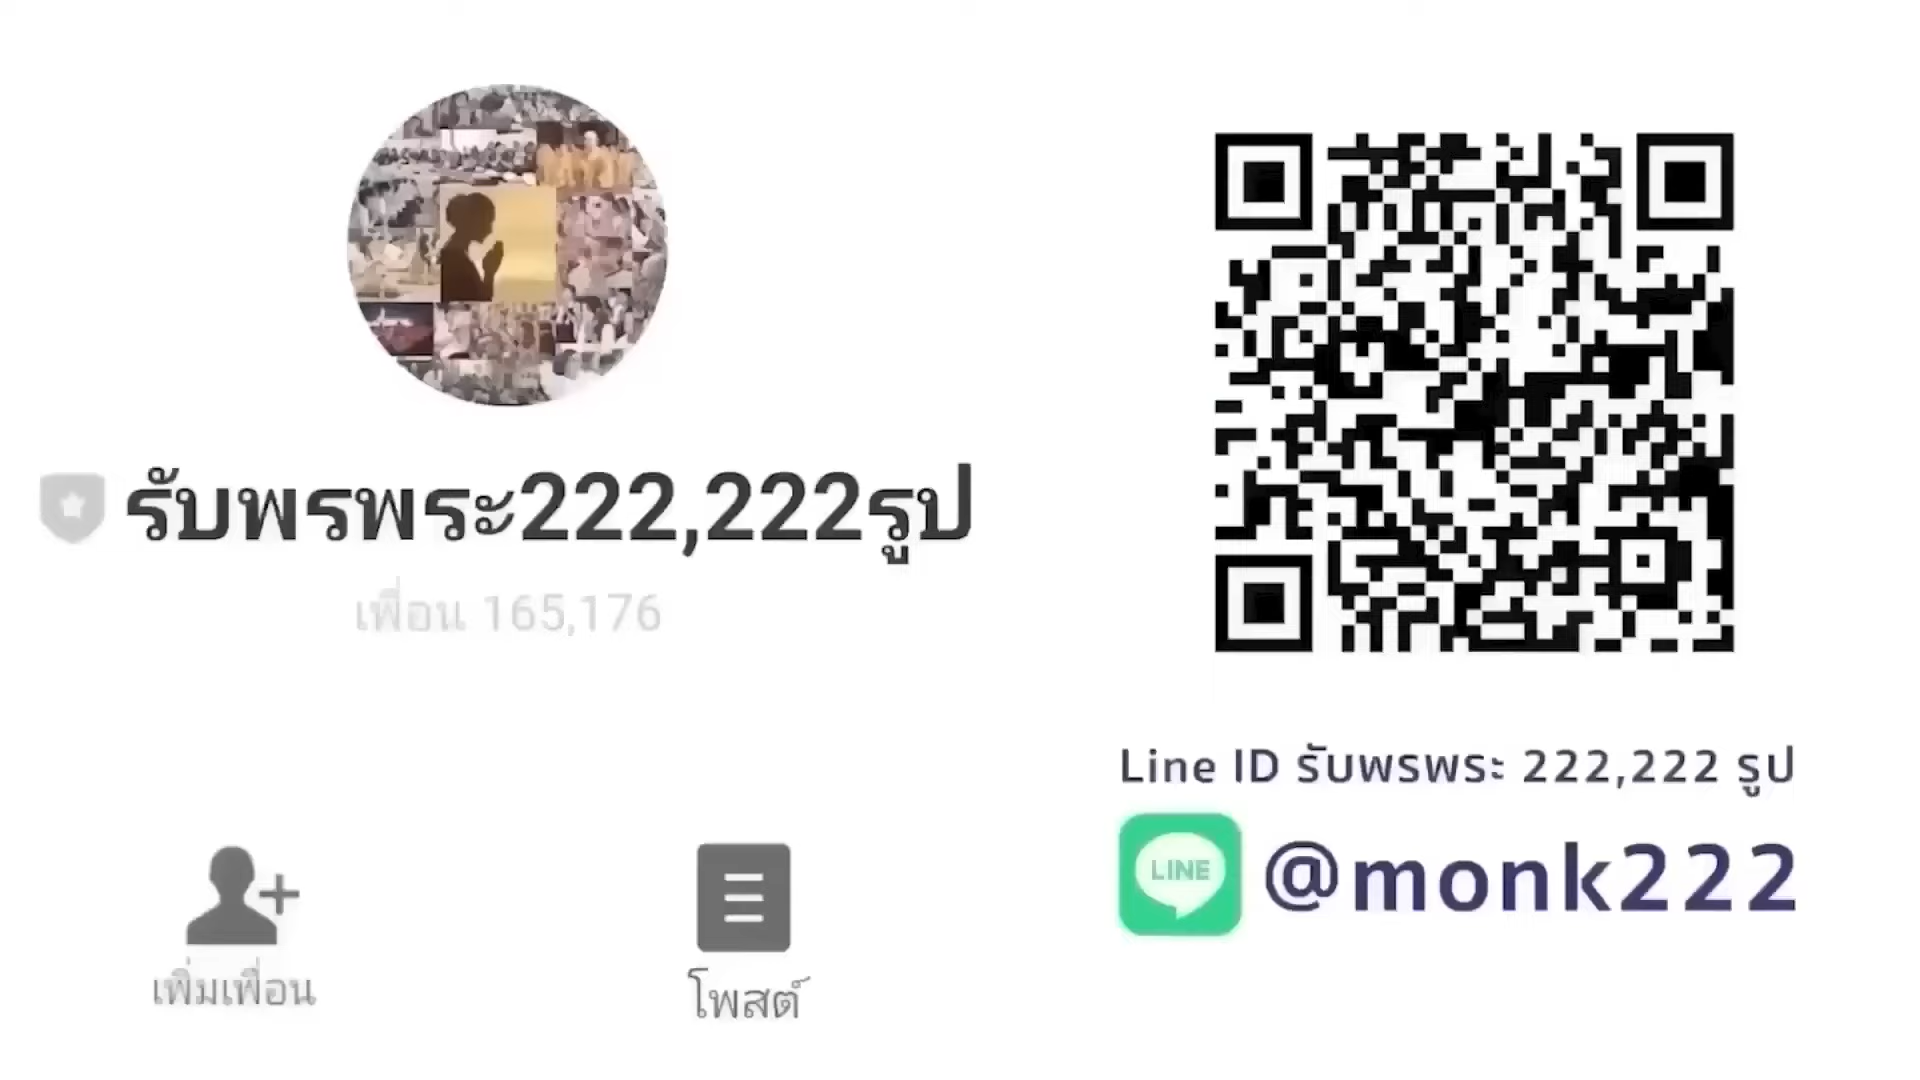 รับพรพระ222,222รูป
เพื่อน 165,176
เพิ่มเพื่อน
โพสต์
Line ID รับพรพระ 222,222 รูป
LINE
@monk222